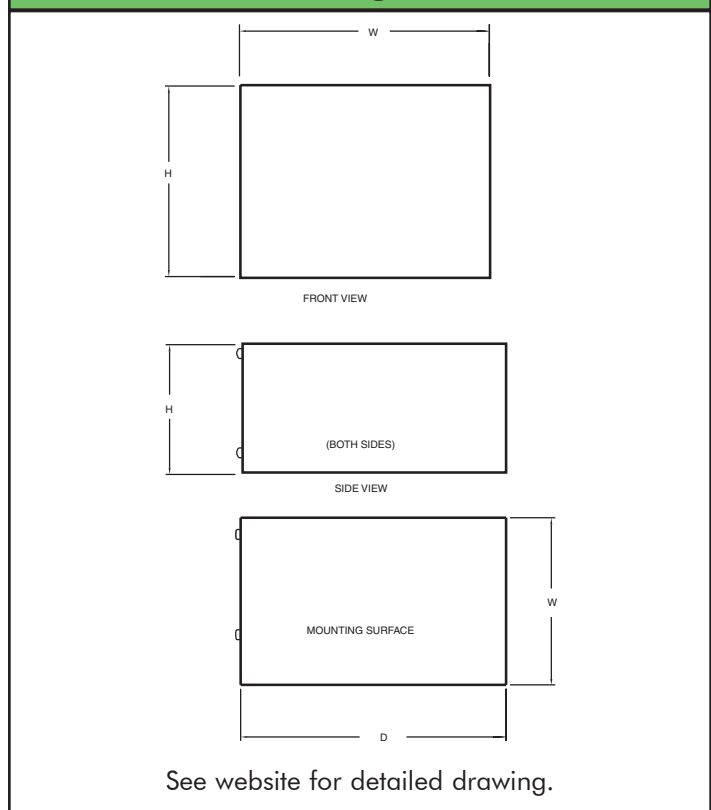 W
H
FRONT VIEW
H
(BOTH SIDES)
SIDE VIEW
W
MOUNTING SURFACE
D
See website for detailed drawing.